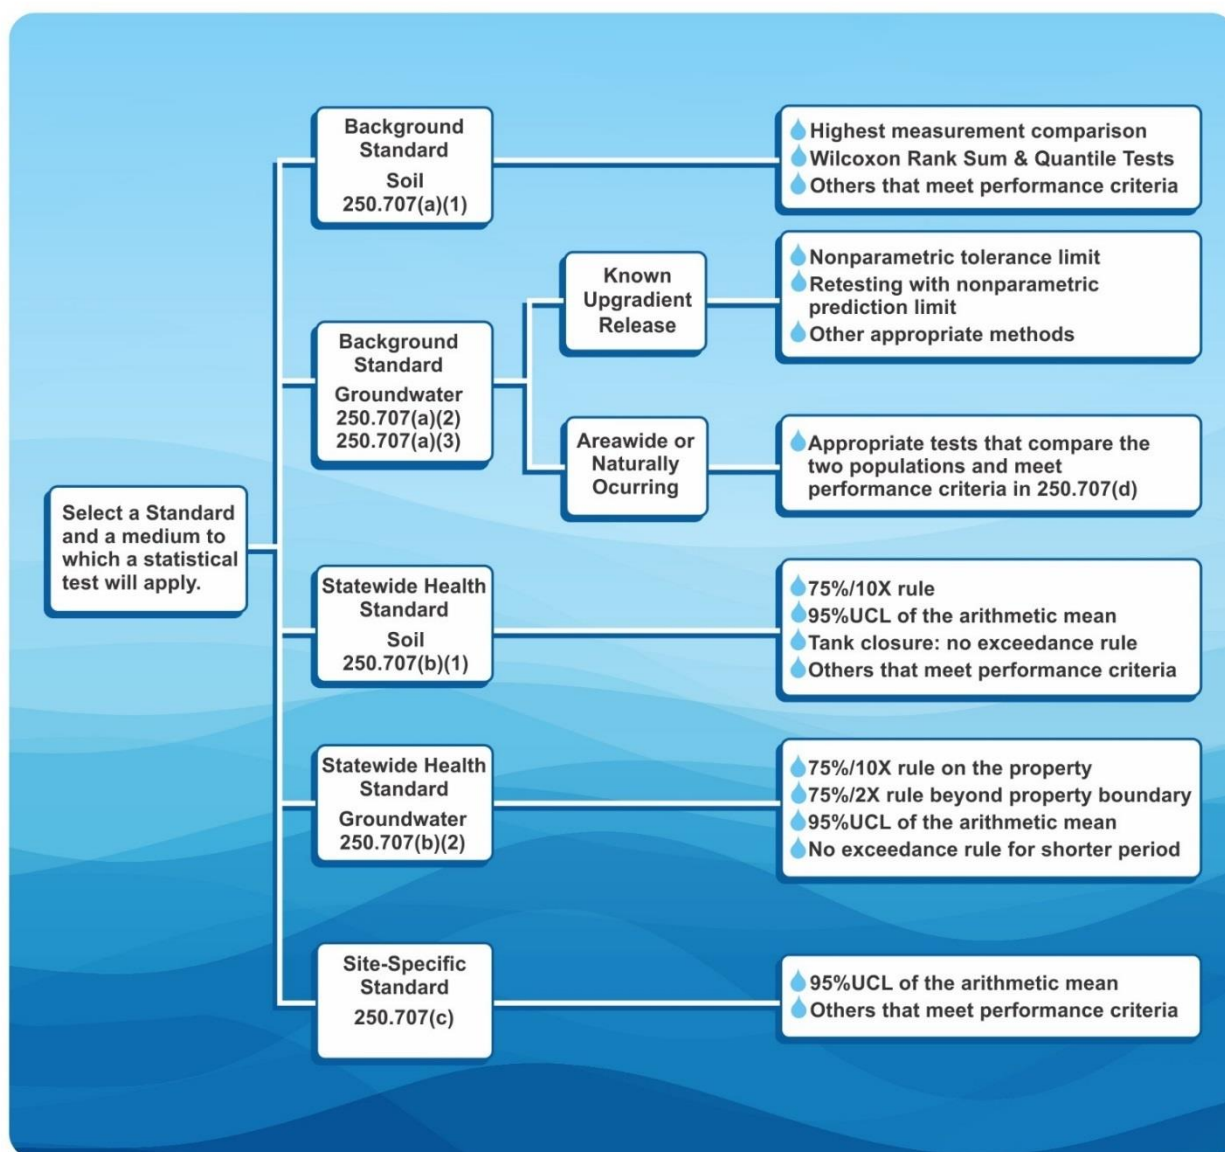 Select a Standard
and a medium to
which a statistical
test will apply.
Background
Standard
Soil
250.707(a)(1)
Highest measurement comparison
Wilcoxon Rank Sum & Quantile Tests
Others that meet performance criteria
Background
Standard
Groundwater
250.707(a)(2)
250.707(a)(3)
Known
Upgradient
Release
Nonparametric tolerance limit
Retesting with nonparametric
prediction limit
Other appropriate methods
Areawide or
Naturally
Ocurring
Appropriate tests that compare the
two populations and meet
performance criteria in 250.707(d)
Statewide Health
Standard
Soil
250.707(b)(1)
75%/10X rule
95%UCL of the arithmetic mean
Tank closure: no exceedance rule
Others that meet performance criteria
Statewide Health
Standard
Groundwater
250.707(b)(2)
75%/10X rule on the property
75%/2X rule beyond property boundary
95%UCL of the arithmetic mean
No exceedance rule for shorter period
Site-Specific
Standard
250.707(c)
95%UCL of the arithmetic mean
Others that meet performance criteria